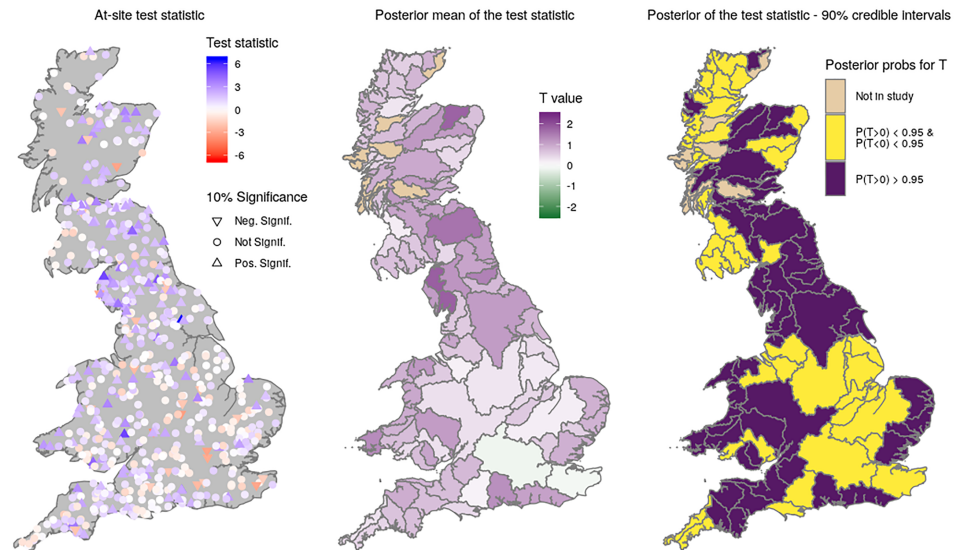 At-site test statistic
Test statistic
6
3
0
-3
-6
10% Significance
Neg. Signif.
Not Signif.
Pos. Signif.
Posterior mean of the test statistic
T value
2
1
0
-1
-2
Posterior of the test statistic - 90% credible intervals
Posterior probs for T
Not in study
P(T>0) < 0.95 &
P(T<0) < 0.95
P(T>0) > 0.95